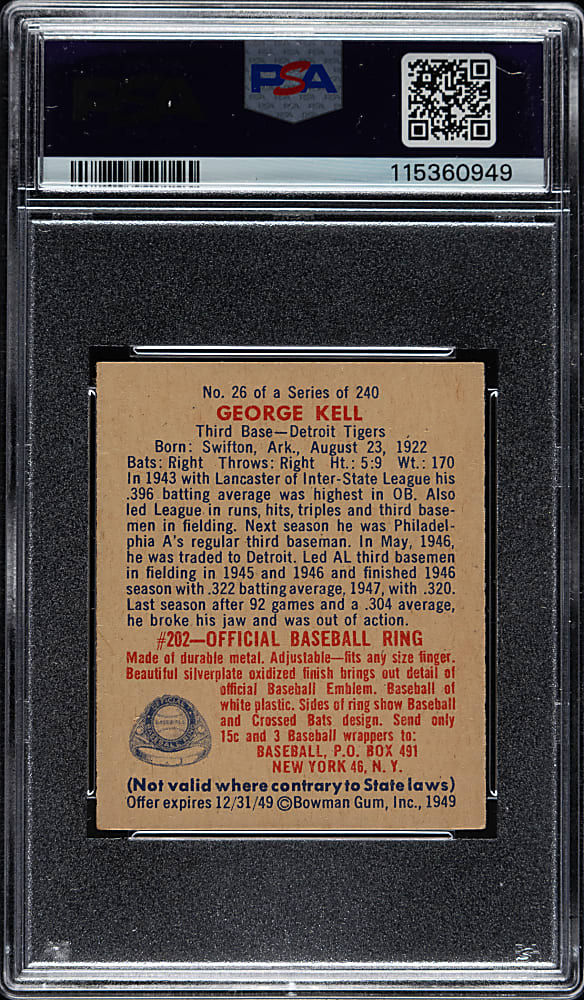 PSA
115360949
No. 26 of a Series of 240
GEORGE KELL
Third Base—Detroit Tigers
Born: Swifton, Ark., August 23, 1922
Bats: Right Throws: Right Ht.: 5:9 Wt.: 170
In 1943 with Lancaster of Inter-State League his
.396 batting average was highest in OB. Also
led League in runs, hits, triples and third base-
men in fielding. Next season he was Philadel-
phia A's regular third baseman. In May, 1946,
he was traded to Detroit. Led AL third basemen
in fielding in 1945 and 1946 and finished 1946
season with .322 batting average, 1947, with .320.
Last season after 92 games and a .304 average,
he broke his jaw and was out of action.
#202—OFFICIAL BASEBALL RING
Made of durable metal. Adjustable—fits any size finger.
Beautiful silverplate oxidized finish brings out detail of
official Baseball Emblem. Baseball of
white plastic. Sides of ring show Baseball
and Crossed Bats design. Send only
15c and 3 Baseball wrappers to:
BASEBALL, P.O. BOX 491
NEW YORK 46, N. Y.
(Not valid where contrary to State laws)
Offer expires 12/31/49 ©Bowman Gum, Inc., 1949